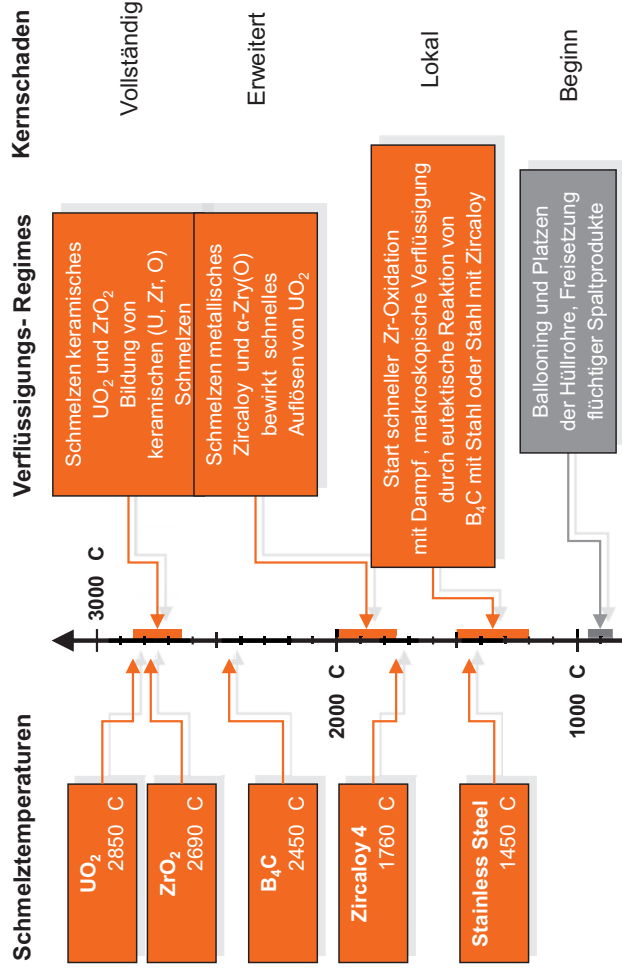 Schmelztemperaturen
Verflüssigungs- Regimes
Kernschaden
UO2
2850 C
ZrO2
2690 C
B4C
2450 C
Zircaloy 4
1760 C
Stainless Steel
1450 C
3000 C
2000 C
1000 C
Schmelzen keramisches
UO2 und ZrO2
Bildung von
keramischen (U, Zr, O)
Schmelzen
Schmelzen metallisches
Zircaloy und α-Zry(O)
bewirkt schnelles
Auflösen von UO2
Start schneller Zr-Oxidation
mit Dampf , makroskopische Verflüssigung
durch eutektische Reaktion von
B4C mit Stahl oder Stahl mit Zircaloy
Ballooning und Platzen
der Hüllrohre, Freisetzung
flüchtiger Spaltprodukte
Vollständig
Erweitert
Lokal
Beginn